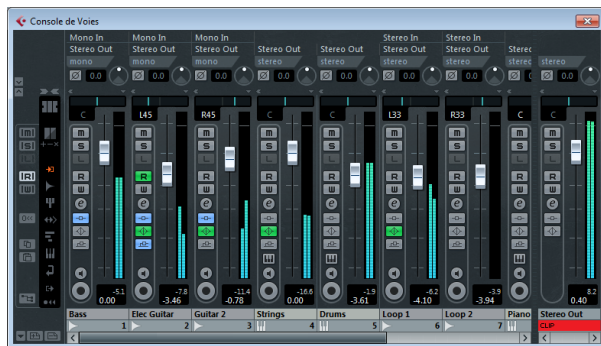 Console de Voies
Mono In Mono In Mono In Stereo In Stereo In
Stereo Out Stereo Out Stereo Out Stereo Out Stereo Out Stereo Out Stereo Out Stereo
mono mono mono stereo stereo stereo stereo stereo stereo
0.0 0.0 0.0 0.0 0.0 0.0 0.0 0.0 0.0
C L45 R45 C C L33 R33 C C
m m m m m m m m m
S S S S S S S S S
L L L L L L L L
R R R R R R R R R
W W W W W W W W W
e e e e e e e e e
-5.1 -7.8 -11.4 -16.6 -1.9 -6.2 -3.9 8.2
0.00 -3.46 -0.78 0.00 -3.61 -4.10 -3.94 0.40
Bass Elec Guitar Guitar 2 Strings Drums Loop 1 Loop 2 Piano Stereo Out
1 2 3 4 5 6 7 CLIP